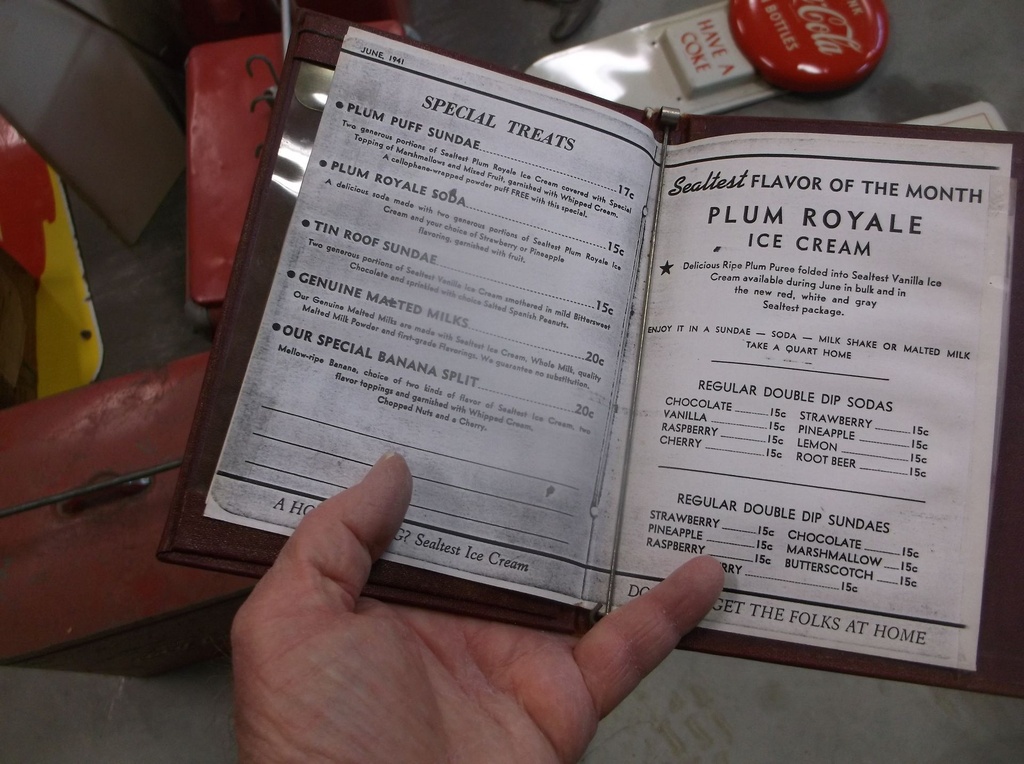 JUNE, 1941
SPECIAL TREATS
• PLUM PUFF SUNDAE 17c
Two generous portions of Sealtest Plum Royale Ice Cream covered with Special
Topping of Marshmallows and Mixed Fruit, garnished with Whipped Cream.
A cellophane-wrapped powder puff FREE with this special.
• PLUM ROYALE SODA 15c
A delicious soda made with two generous portions of Sealtest Plum Royale Ice
Cream and your choice of Strawberry or Pineapple
flavoring, garnished with fruit.
• TIN ROOF SUNDAE 15c
Two generous portions of Sealtest Vanilla Ice Cream smothered in mild Bittersweet
Chocolate and sprinkled with choice Salted Spanish Peanuts.
• GENUINE MALTED MILKS 20c
Our Genuine Malted Milks are made with Sealtest Ice Cream, Whole Milk, quality
Malted Milk Powder and first-grade Flavorings. We guarantee no substitution.
• OUR SPECIAL BANANA SPLIT 20c
Mellow-ripe Banana, choice of two kinds of flavor of Sealtest Ice Cream, two
flavor toppings and garnished with Whipped Cream,
Chopped Nuts and a Cherry.
A G? Sealtest Ice Cream
Sealtest FLAVOR OF THE MONTH
PLUM ROYALE
ICE CREAM
★ Delicious Ripe Plum Puree folded into Sealtest Vanilla Ice
Cream available during June in bulk and in
the new red, white and gray
Sealtest package.
ENJOY IT IN A SUNDAE — SODA — MILK SHAKE OR MALTED MILK
TAKE A QUART HOME
REGULAR DOUBLE DIP SODAS
CHOCOLATE 15c STRAWBERRY 15c
VANILLA 15c PINEAPPLE 15c
RASPBERRY 15c LEMON 15c
CHERRY 15c ROOT BEER 15c
REGULAR DOUBLE DIP SUNDAES
STRAWBERRY 15c CHOCOLATE 15c
PINEAPPLE 15c MARSHMALLOW 15c
RASPBERRY 15c BUTTERSCOTCH 15c
RRY 15c
DO GET THE FOLKS AT HOME
HAVE A
COKE
Coca-Cola
IN BOTTLES